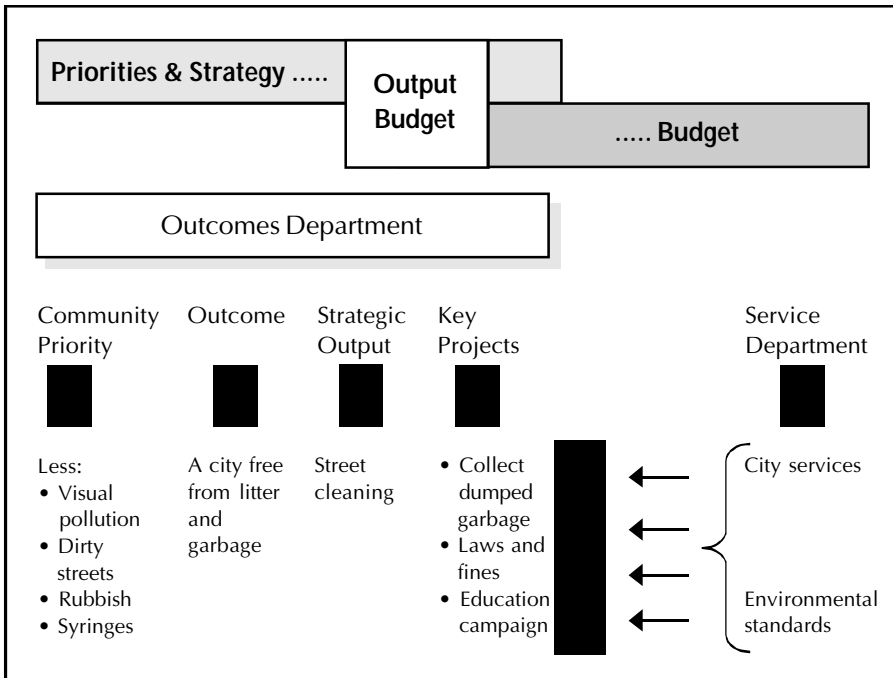 Priorities & Strategy .....
Output
Budget
..... Budget
Outcomes Department
Community
Priority
Outcome
Strategic
Output
Key
Projects
Service
Department
Less:
• Visual
pollution
• Dirty
streets
• Rubbish
• Syringes
A city free
from litter
and
garbage
Street
cleaning
• Collect
dumped
garbage
• Laws and
fines
• Education
campaign
City services
Environmental
standards